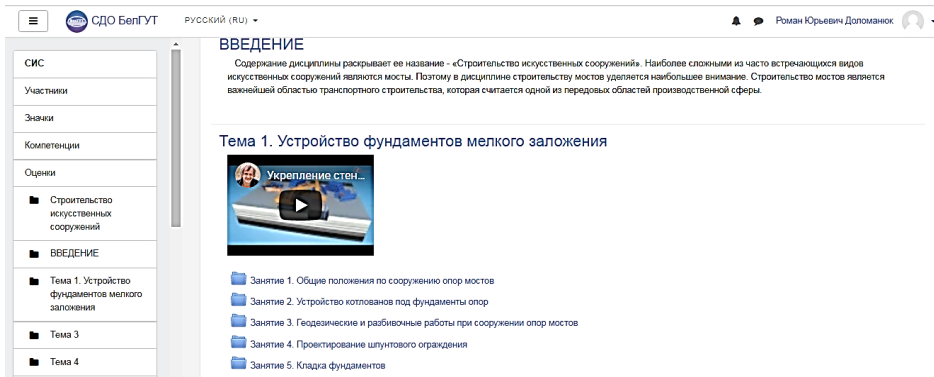 СДО БелГУТ
РУССКИЙ (RU)
Роман Юрьевич Доломанюк
СИС
Участники
Значки
Компетенции
Оценки
Строительство
искусственных
сооружений
ВВЕДЕНИЕ
Тема 1. Устройство
фундаментов мелкого
заложения
Тема 3
Тема 4
ВВЕДЕНИЕ
Содержание дисциплины раскрывает ее название - «Строительство искусственных сооружений». Наиболее сложными из часто встречающихся видов
искусственных сооружений являются мосты. Поэтому в дисциплине строительству мостов уделяется наибольшее внимание. Строительство мостов является
важнейшей областью транспортного строительства, которая считается одной из передовых областей производственной сферы.
Тема 1. Устройство фундаментов мелкого заложения
Укрепление стен...
Занятие 1. Общие положения по сооружению опор мостов
Занятие 2. Устройство котлованов под фундаменты опор
Занятие 3. Геодезические и разбивочные работы при сооружении опор мостов
Занятие 4. Проектирование шпунтового ограждения
Занятие 5. Кладка фундаментов